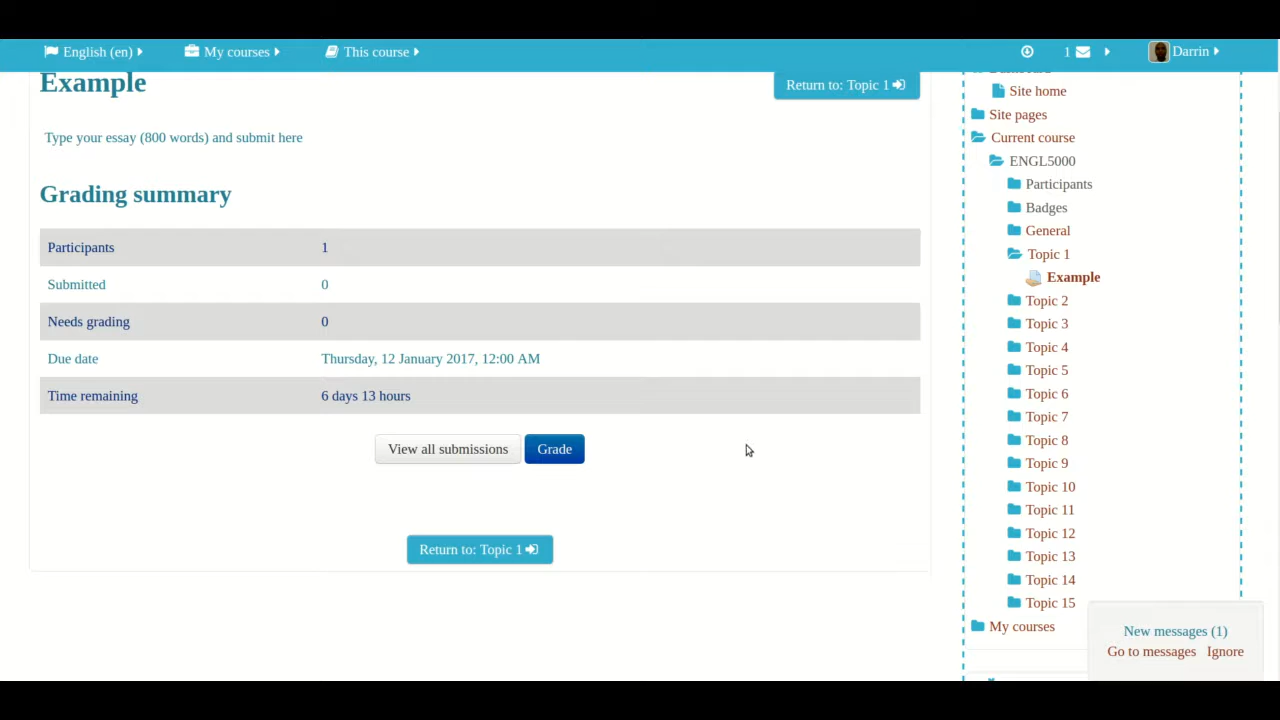 English (en) My courses This course 1 Darrin
Example
Return to: Topic 1
Type your essay (800 words) and submit here
Grading summary
Participants 1
Submitted 0
Needs grading 0
Due date Thursday, 12 January 2017, 12:00 AM
Time remaining 6 days 13 hours
View all submissions Grade
Return to: Topic 1
Site home
Site pages
Current course
ENGL5000
Participants
Badges
General
Topic 1
Example
Topic 2
Topic 3
Topic 4
Topic 5
Topic 6
Topic 7
Topic 8
Topic 9
Topic 10
Topic 11
Topic 12
Topic 13
Topic 14
Topic 15
My courses
New messages (1)
Go to messages Ignore